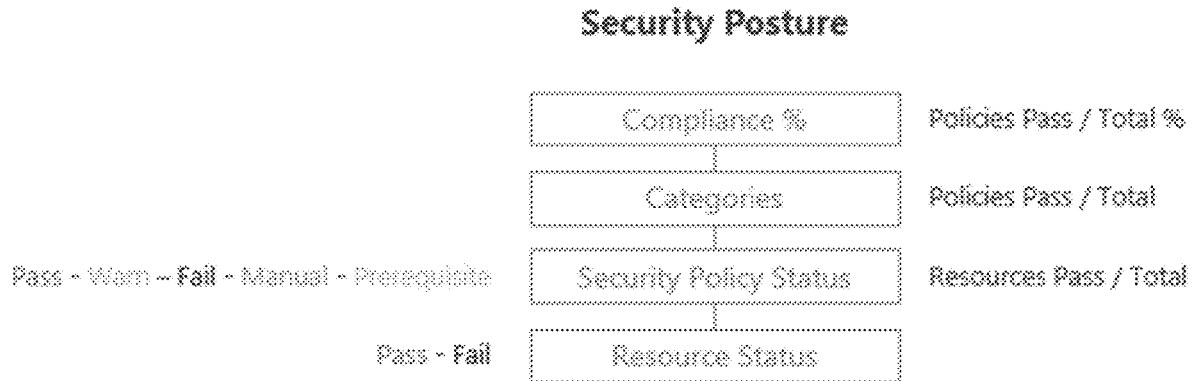 Security Posture
Compliance % Policies Pass / Total %
Categories Policies Pass / Total
Pass - Warn - Fail - Manual - Prerequisite Security Policy Status Resources Pass / Total
Pass - Fail Resource Status